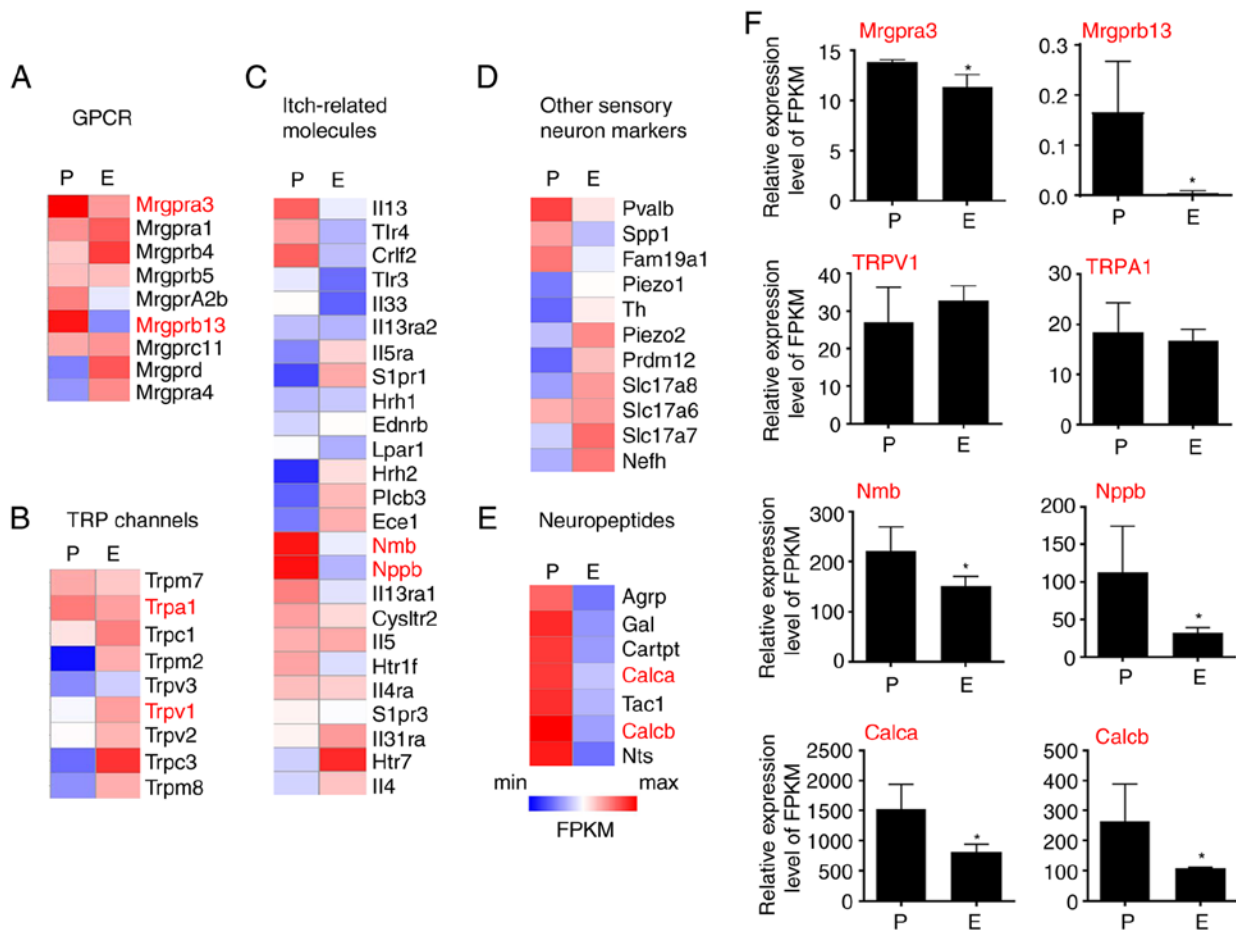 A
GPCR
P E
Mrgpra3
Mrgpra1
Mrgprb4
Mrgprb5
MrgprA2b
Mrgprb13
Mrgprc11
Mrgprd
Mrgpra4
B
TRP channels
P E
Trpm7
Trpa1
Trpc1
Trpm2
Trpv3
Trpv1
Trpv2
Trpc3
Trpm8
C
Itch-related
molecules
P E
Il13
Tlr4
Crlf2
Tlr3
Il33
Il13ra2
Il5ra
S1pr1
Hrh1
Ednrb
Lpar1
Hrh2
Plcb3
Ece1
Nmb
Nppb
Il13ra1
Cysltr2
Il5
Htr1f
Il4ra
S1pr3
Il31ra
Htr7
Il4
D
Other sensory
neuron markers
P E
Pvalb
Spp1
Fam19a1
Piezo1
Th
Piezo2
Prdm12
Slc17a8
Slc17a6
Slc17a7
Nefh
E
Neuropeptides
P E
Agrp
Gal
Cartpt
Calca
Tac1
Calcb
Nts
min max
FPKM
F
Mrgpra3
Relative expression
level of FPKM
15
10
5
0
*
P E
Mrgprb13
0.3
0.2
0.1
0.0
*
P E
TRPV1
Relative expression
level of FPKM
40
30
20
10
0
P E
TRPA1
30
20
10
0
P E
Nmb
Relative expression
level of FPKM
300
200
100
0
*
P E
Nppb
200
150
100
50
0
*
P E
Calca
Relative expression
level of FPKM
2500
2000
1500
1000
500
0
*
P E
Calcb
500
400
300
200
100
0
*
P E